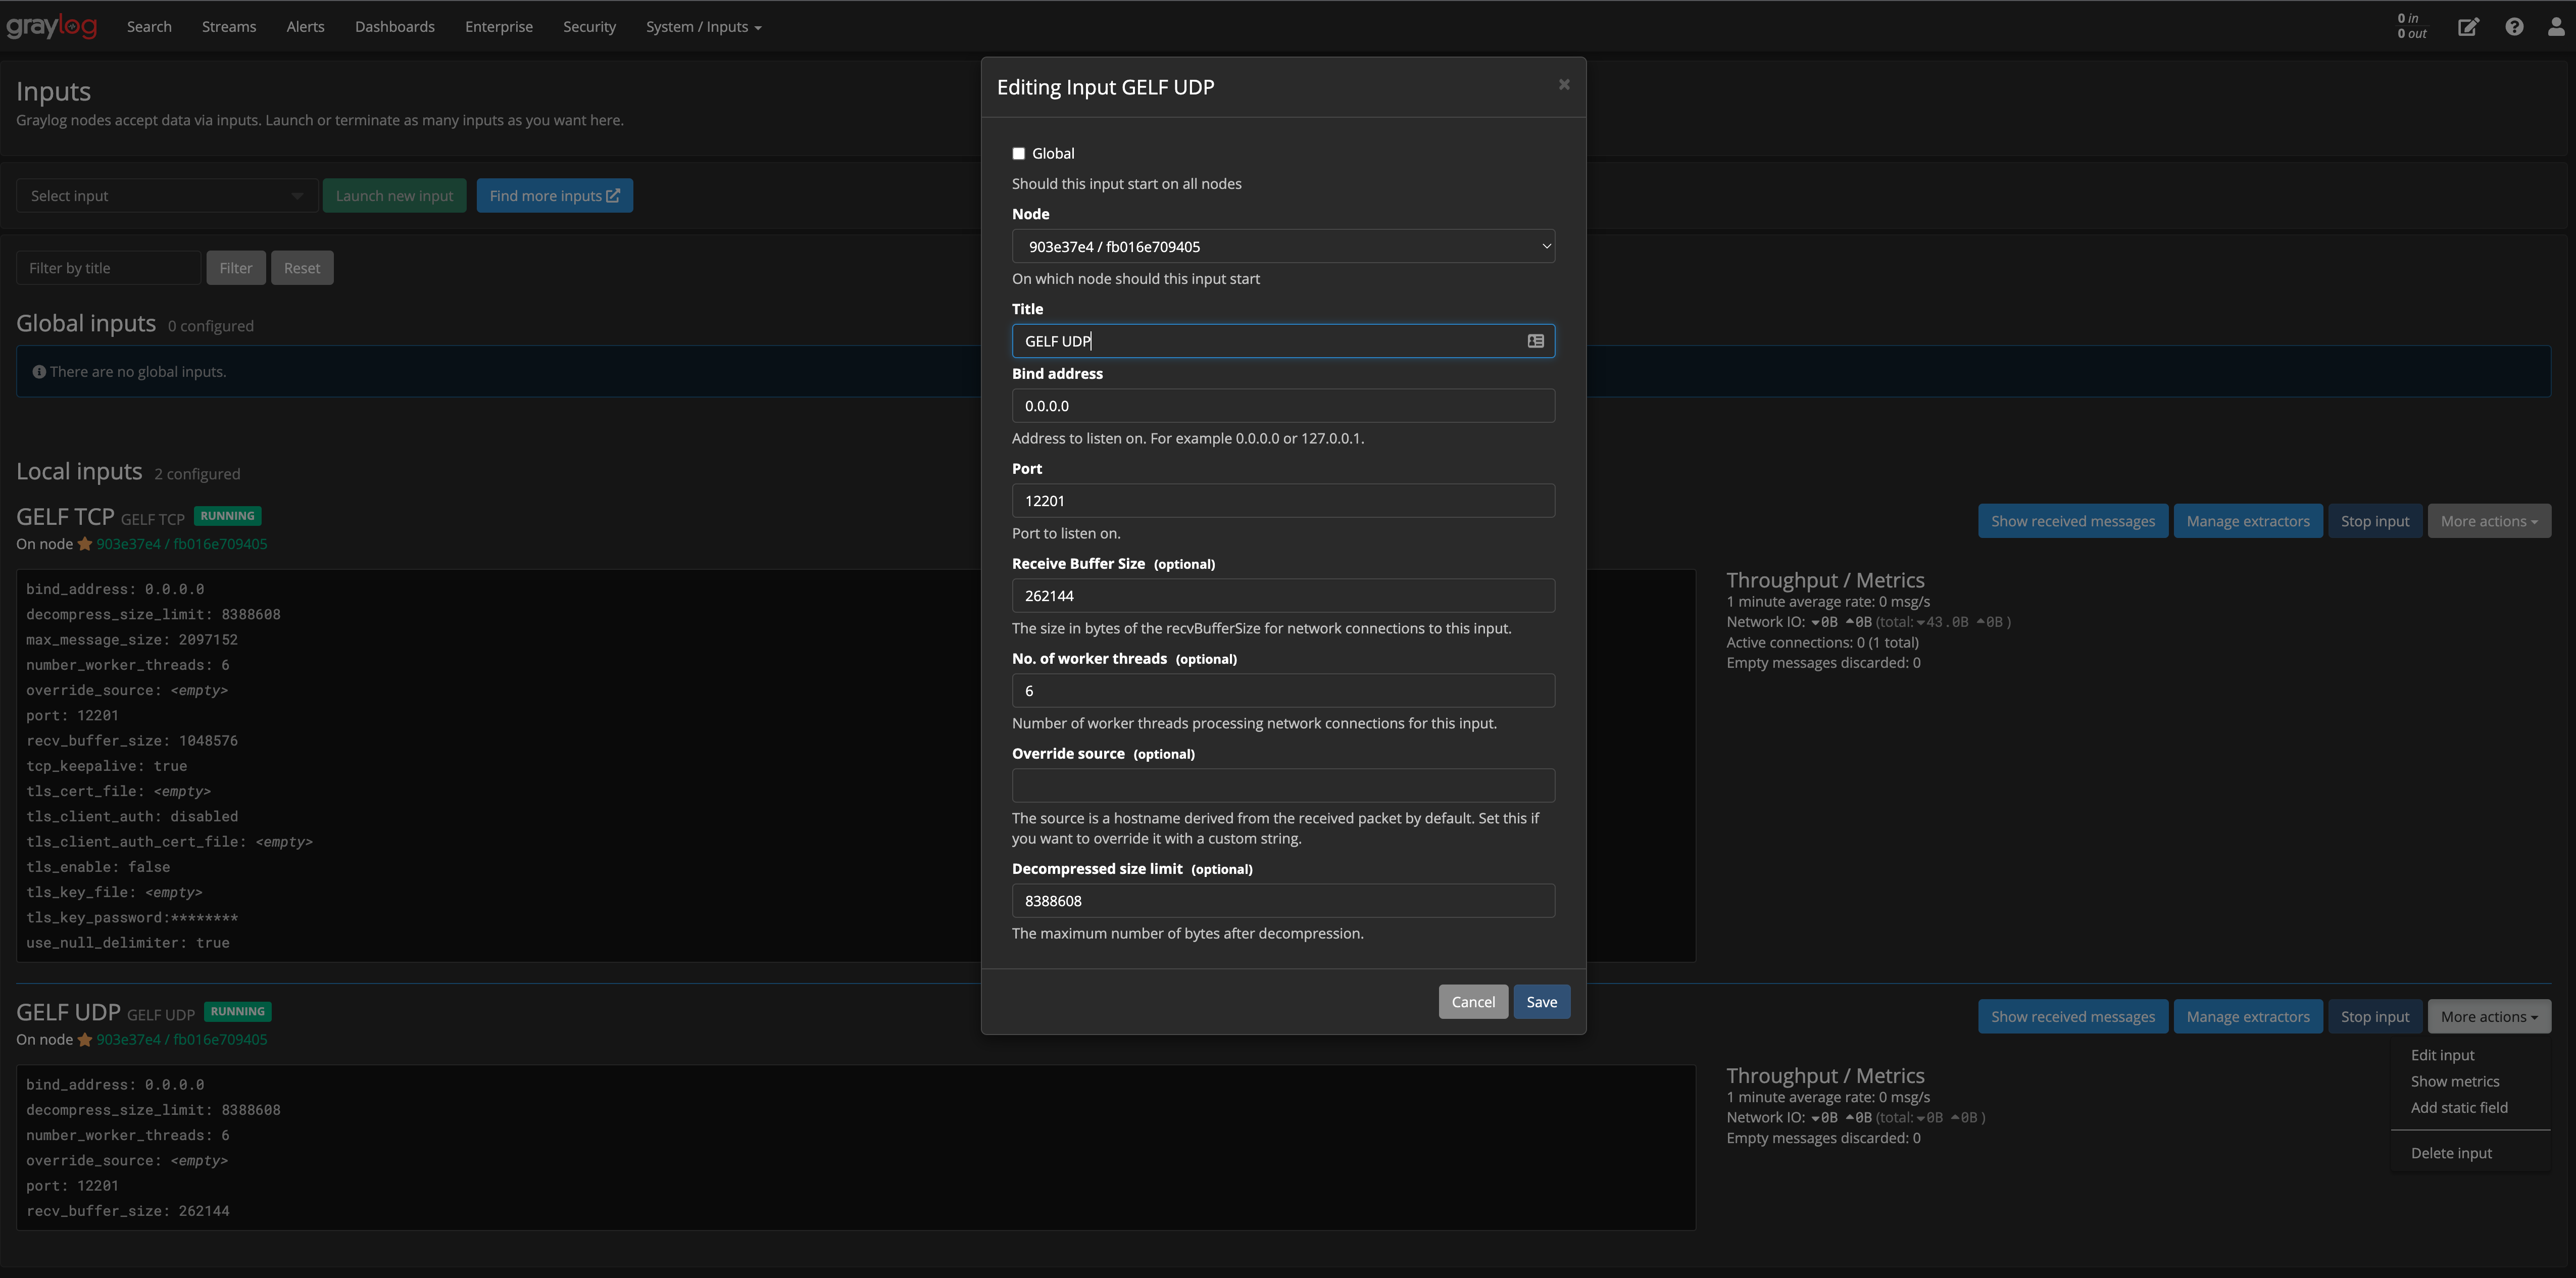 graylog Search Streams Alerts Dashboards Enterprise Security System / Inputs
0 in
0 out
Inputs
Graylog nodes accept data via inputs. Launch or terminate as many inputs as you want here.
Select input Launch new input Find more inputs
Filter by title Filter Reset
Global inputs 0 configured
There are no global inputs.
Local inputs 2 configured
GELF TCP GELF TCP RUNNING
On node 903e37e4 / fb016e709405
Show received messages Manage extractors Stop input More actions
bind_address: 0.0.0.0
decompress_size_limit: 8388608
max_message_size: 2097152
number_worker_threads: 6
override_source: <empty>
port: 12201
recv_buffer_size: 1048576
tcp_keepalive: true
tls_cert_file: <empty>
tls_client_auth: disabled
tls_client_auth_cert_file: <empty>
tls_enable: false
tls_key_file: <empty>
tls_key_password:********
use_null_delimiter: true
Throughput / Metrics
1 minute average rate: 0 msg/s
Network IO: 0B 0B (total: 43.0B 0B )
Active connections: 0 (1 total)
Empty messages discarded: 0
GELF UDP GELF UDP RUNNING
On node 903e37e4 / fb016e709405
Show received messages Manage extractors Stop input More actions
Edit input
Show metrics
Add static field
Delete input
bind_address: 0.0.0.0
decompress_size_limit: 8388608
number_worker_threads: 6
override_source: <empty>
port: 12201
recv_buffer_size: 262144
Throughput / Metrics
1 minute average rate: 0 msg/s
Network IO: 0B 0B (total: 0B 0B )
Empty messages discarded: 0
Editing Input GELF UDP
Global
Should this input start on all nodes
Node
903e37e4 / fb016e709405
On which node should this input start
Title
GELF UDP
Bind address
0.0.0.0
Address to listen on. For example 0.0.0.0 or 127.0.0.1.
Port
12201
Port to listen on.
Receive Buffer Size (optional)
262144
The size in bytes of the recvBufferSize for network connections to this input.
No. of worker threads (optional)
6
Number of worker threads processing network connections for this input.
Override source (optional)
The source is a hostname derived from the received packet by default. Set this if
you want to override it with a custom string.
Decompressed size limit (optional)
8388608
The maximum number of bytes after decompression.
Cancel Save